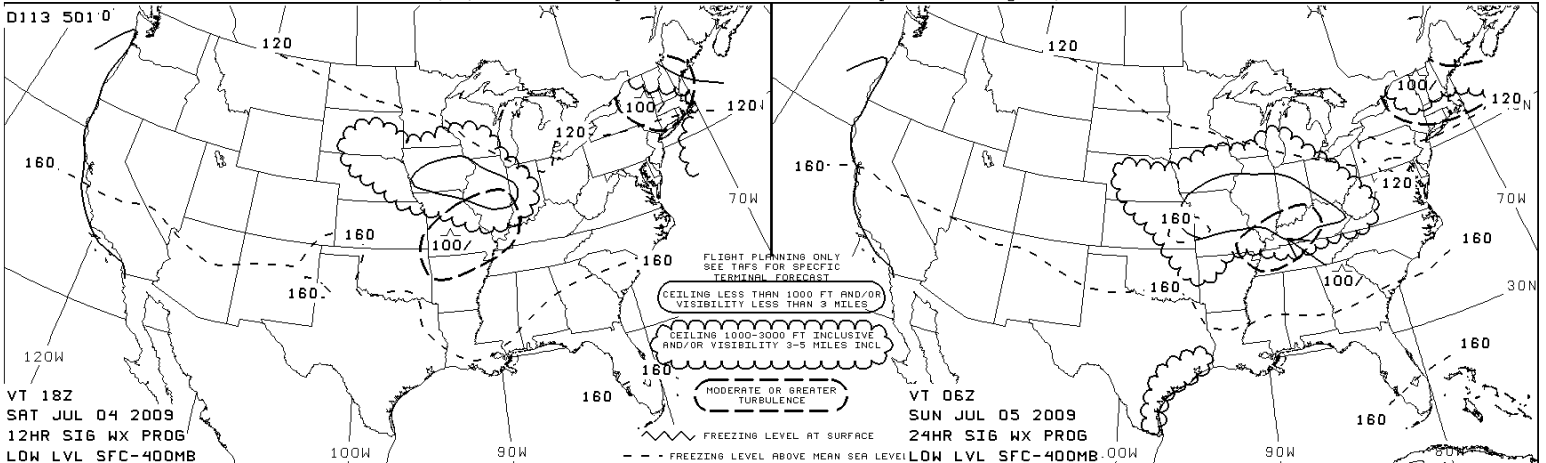 D113 501 0
120
120
160
100/
120
120
160
100/
160
160
160
160
70W
120W
100W
90W
VT 18Z
SAT JUL 04 2009
12HR SIG WX PROG
LOW LVL SFC-400MB
FLIGHT PLANNING ONLY
SEE TAFS FOR SPECFIC
TERMINAL FORECAST
CEILING LESS THAN 1000 FT AND/OR
VISIBILITY LESS THAN 3 MILES
CEILING 1000-3000 FT INCLUSIVE
AND/OR VISIBILITY 3-5 MILES INCL
MODERATE OR GREATER
TURBULENCE
FREEZING LEVEL AT SURFACE
FREEZING LEVEL ABOVE MEAN SEA LEVEL
100/
120
160
120
70W
160
160
160
100/
30N
160
160
00W
90W
80W
VT 06Z
SUN JUL 05 2009
24HR SIG WX PROG
LOW LVL SFC-400MB